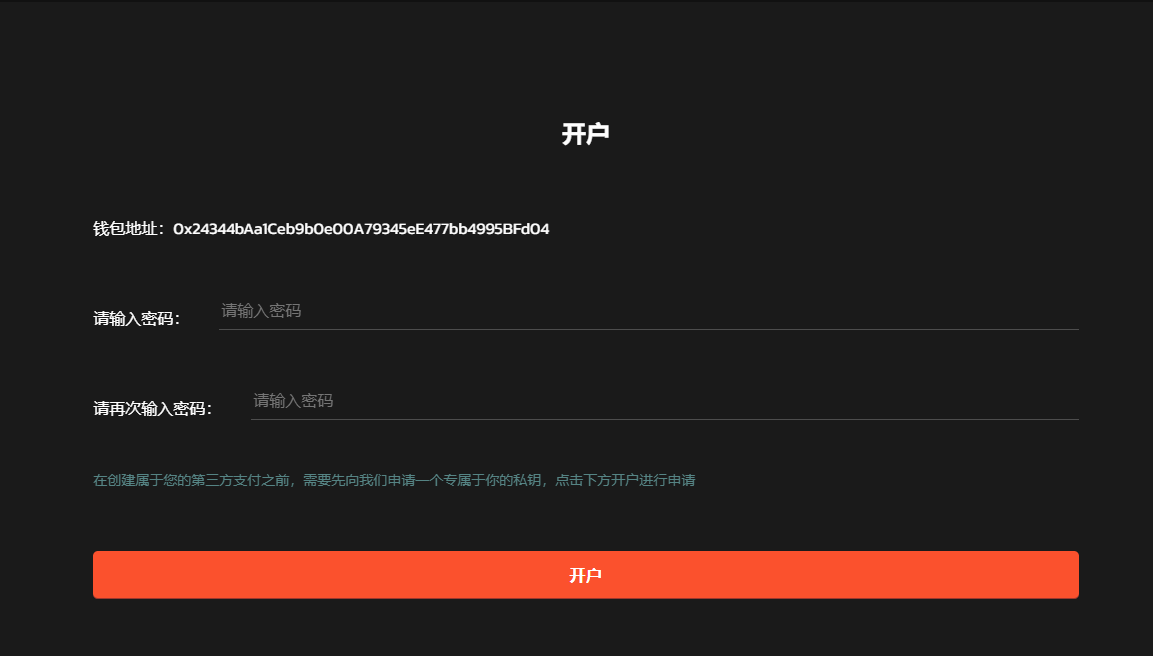 开户
钱包地址：0x24344bAa1Ceb9b0e00A79345eE477bb4995BFd04
请输入密码： 请输入密码
请再次输入密码： 请输入密码
在创建属于您的第三方支付之前，需要先向我们申请一个专属于你的私钥，点击下方开户进行申请
开户